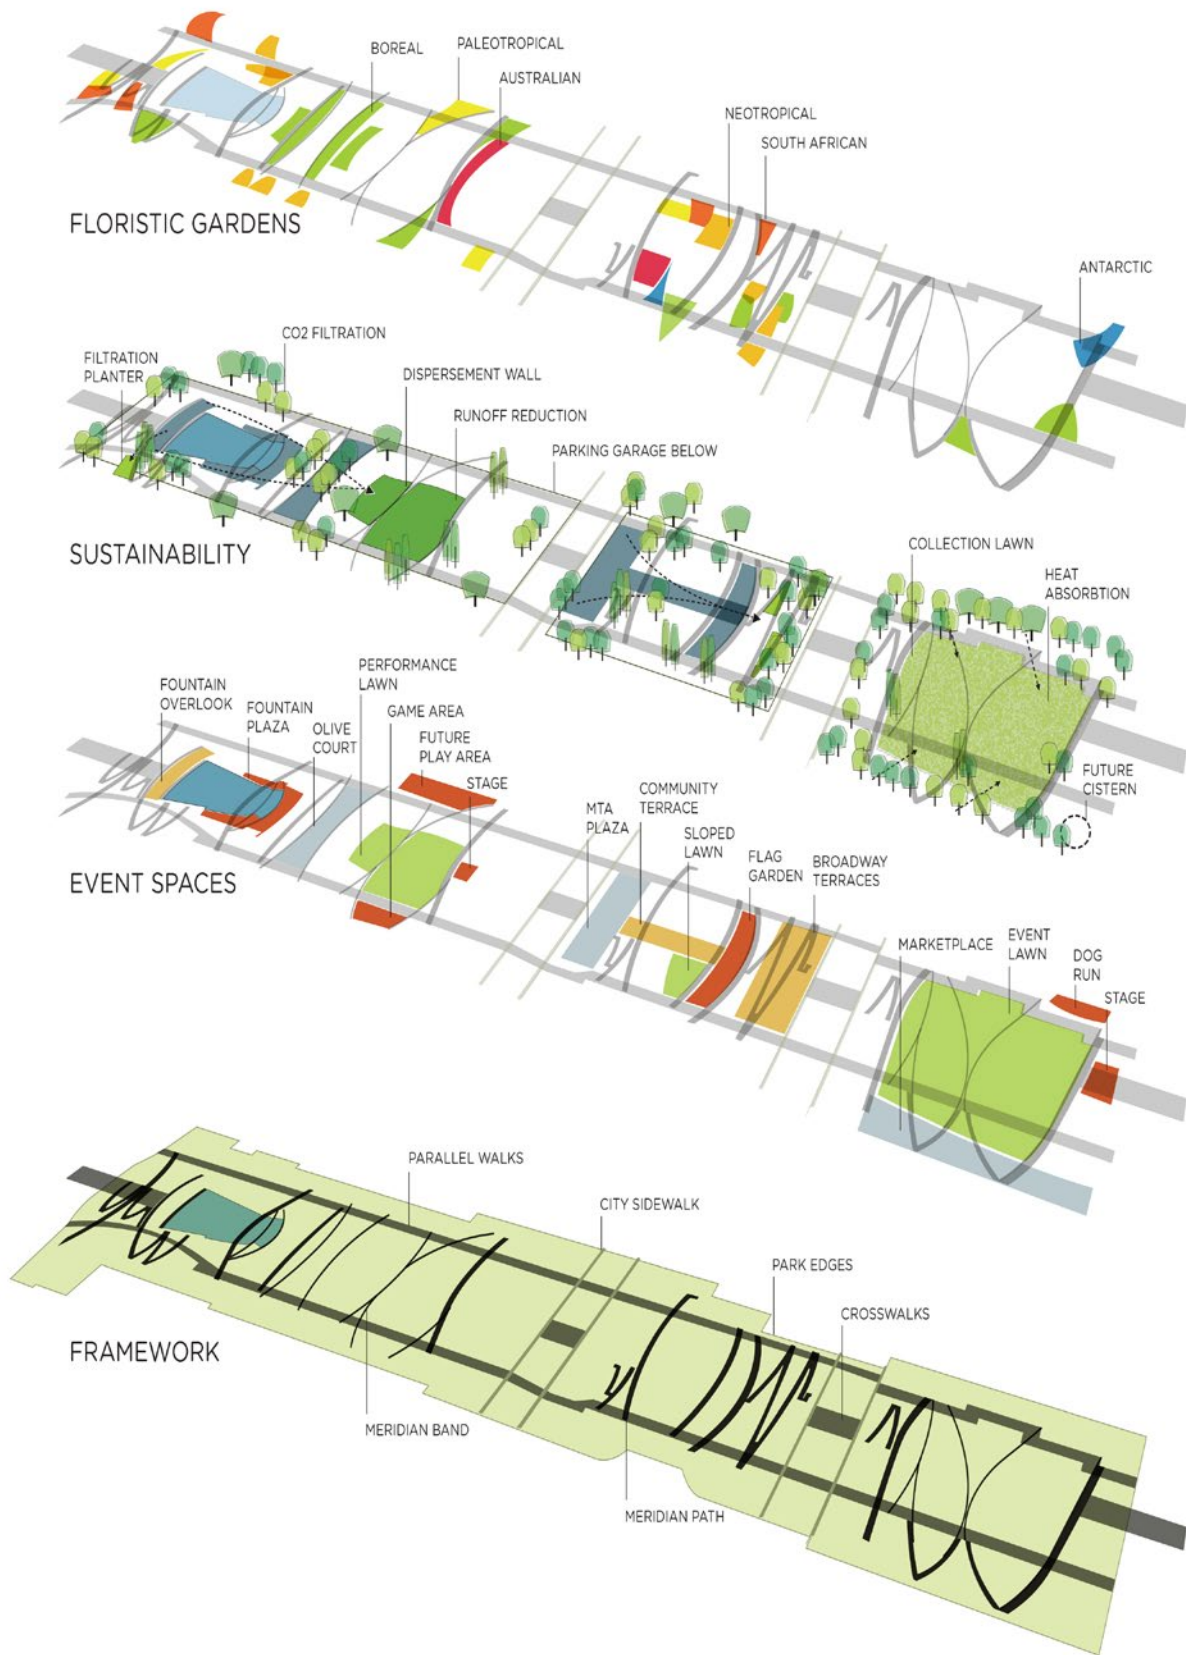 BOREAL
PALEOTROPICAL
AUSTRALIAN
NEOTROPICAL
SOUTH AFRICAN
FLORISTIC GARDENS
ANTARCTIC
CO2 FILTRATION
FILTRATION
PLANTER
DISPERSEMENT WALL
RUNOFF REDUCTION
PARKING GARAGE BELOW
SUSTAINABILITY
COLLECTION LAWN
HEAT
ABSORBTION
FUTURE
CISTERN
PERFORMANCE
LAWN
FOUNTAIN
OVERLOOK
FOUNTAIN
PLAZA
OLIVE
COURT
GAME AREA
FUTURE
PLAY AREA
STAGE
MTA
PLAZA
COMMUNITY
TERRACE
SLOPED
LAWN
FLAG
GARDEN
BROADWAY
TERRACES
EVENT SPACES
MARKETPLACE
EVENT
LAWN
DOG
RUN
STAGE
PARALLEL WALKS
CITY SIDEWALK
PARK EDGES
CROSSWALKS
FRAMEWORK
MERIDIAN BAND
MERIDIAN PATH